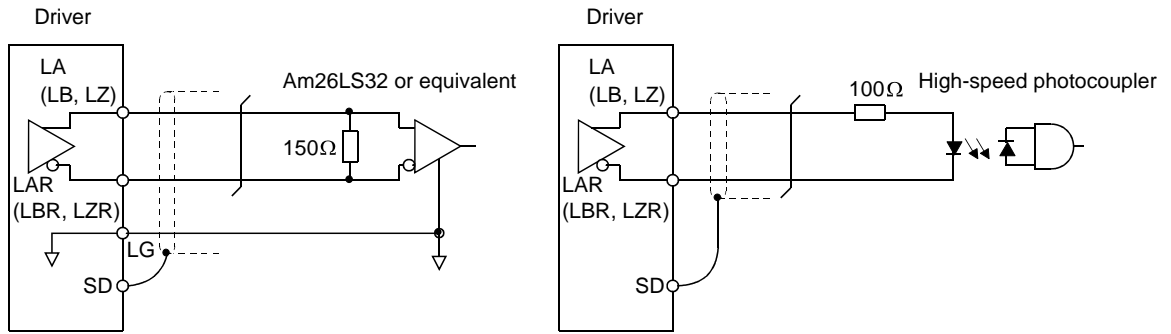 Driver
LA
(LB, LZ)
Am26LS32 or equivalent
150Ω
LAR
(LBR, LZR)
LG
SD
Driver
LA
(LB, LZ)
100Ω
High-speed photocoupler
LAR
(LBR, LZR)
SD